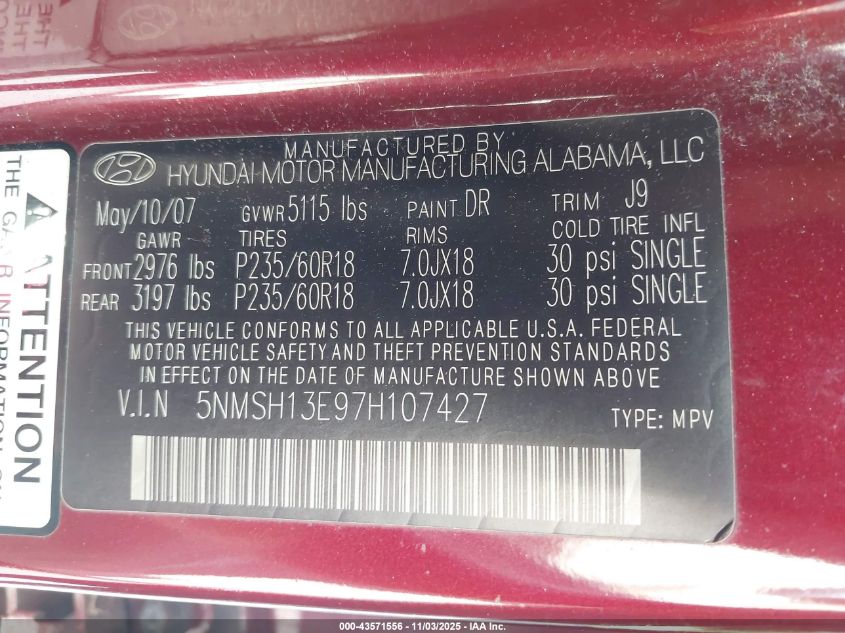 MANUFACTURED BY
HYUNDAI MOTOR MANUFACTURING ALABAMA, LLC
May/10/07 GVWR 5115 lbs PAINT DR TRIM J9
GAWR TIRES RIMS COLD TIRE INFL
FRONT 2976 lbs P235/60R18 7.0JX18 30 psi SINGLE
REAR 3197 lbs P235/60R18 7.0JX18 30 psi SINGLE
THIS VEHICLE CONFORMS TO ALL APPLICABLE U.S.A. FEDERAL
MOTOR VEHICLE SAFETY AND THEFT PREVENTION STANDARDS
IN EFFECT ON THE DATE OF MANUFACTURE SHOWN ABOVE.
V.I.N 5NMSH13E97H107427 TYPE: MPV
ATTENTION
000-43571556 - 11/03/2025 - IAA Inc.